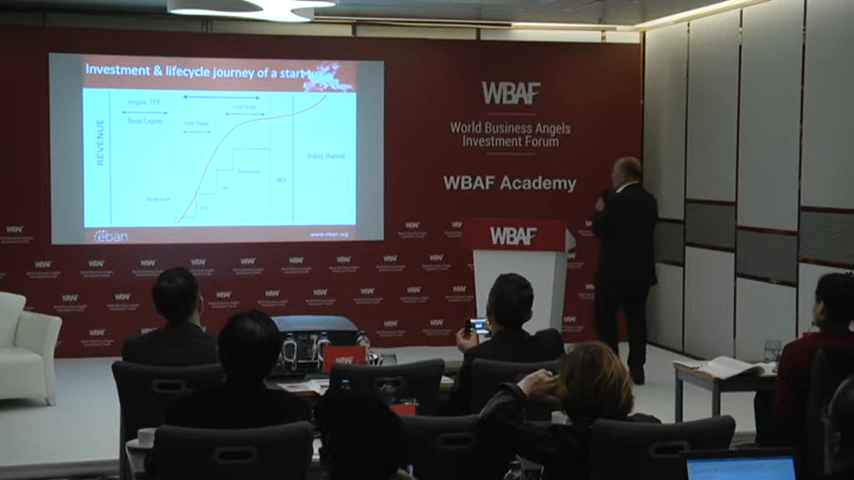 Investment & lifecycle journey of a start-up
Angels, FFF
Seed Capital
Early Stage
Later Stage
REVENUE
Public Market
IPO
eban
www.eban.org
WBAF
World Business Angels
Investment Forum
WBAF Academy
WBAF